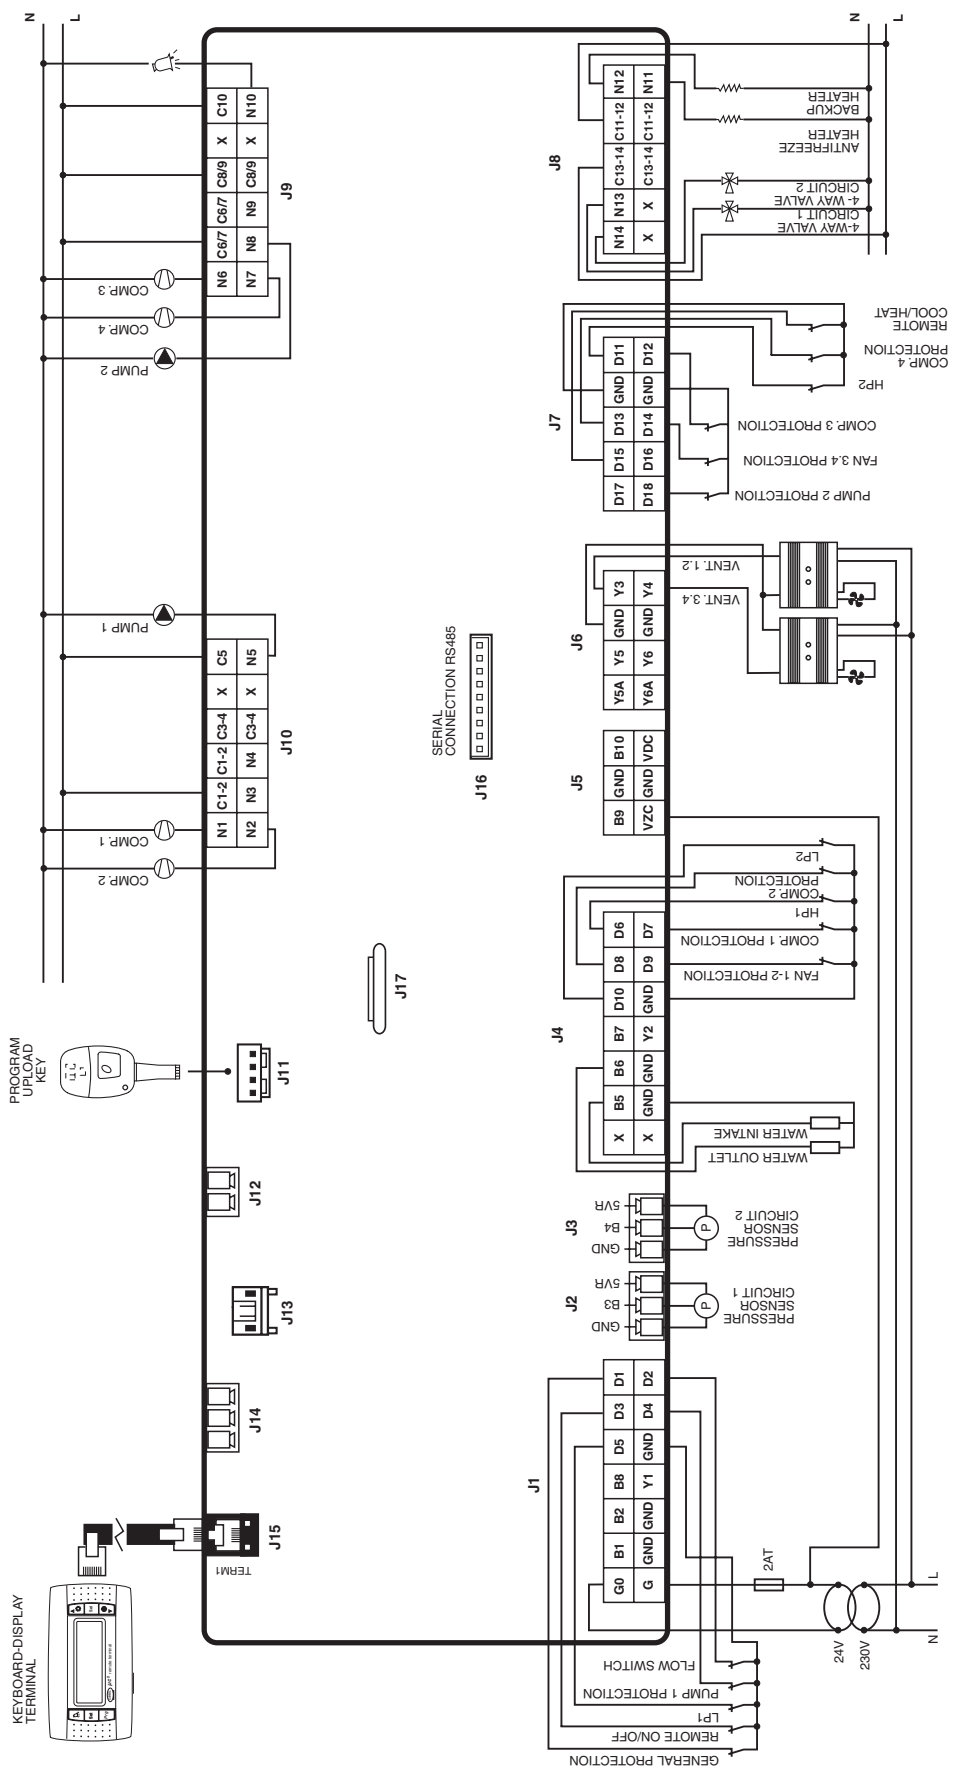 N
L
N
L
C10
N10
X
X
C8/9
C8/9
C6/7
N9
C6/7
N8
N6
N7
J9
COMP. 3
COMP. 4
PUMP 2
N12
N11
C11-12
C11-12
C13-14
C13-14
N13
X
N14
X
J8
BACKUP
HEATER
ANTIFREEZE
HEATER
4- WAY VALVE
CIRCUIT 2
4-WAY VALVE
CIRCUIT 1
D11
D12
GND
GND
D13
D14
D15
D16
D17
D18
J7
REMOTE
COOL/HEAT
COMP. 4
PROTECTION
HP2
COMP. 3 PROTECTION
FAN 3.4 PROTECTION
PUMP 2 PROTECTION
PUMP 1
C5
N5
X
X
C3-4
C3-4
C1-2
N4
C1-2
N3
N1
N2
J10
COMP. 1
COMP. 2
SERIAL
CONNECTION RS485
J16
Y3
Y4
GND
GND
Y5
Y6
Y5A
Y6A
J6
VENT. 1.2
VENT. 3.4
B10
VDC
GND
GND
B9
VZC
J5
J17
D6
D7
D8
D9
D10
GND
B7
Y2
B6
GND
B5
GND
X
X
J4
LP2
COMP. 2
PROTECTION
HP1
COMP. 1 PROTECTION
FAN 1-2 PROTECTION
WATER INTAKE
WATER OUTLET
PROGRAM
UPLOAD
KEY
J11
J12
J13
J14
J15
TERM1
KEYBOARD-DISPLAY
TERMINAL
5VR
B4
GND
J3
P
PRESSURE
SENSOR
CIRCUIT 2
5VR
B3
GND
J2
P
PRESSURE
SENSOR
CIRCUIT 1
D1
D2
D3
D4
D5
GND
B8
Y1
B2
GND
B1
GND
G0
G
J1
2AT
24V
230V
L
N
FLOW SWITCH
PUMP 1 PROTECTION
LP1
REMOTE ON/OFF
GENERAL PROTECTION